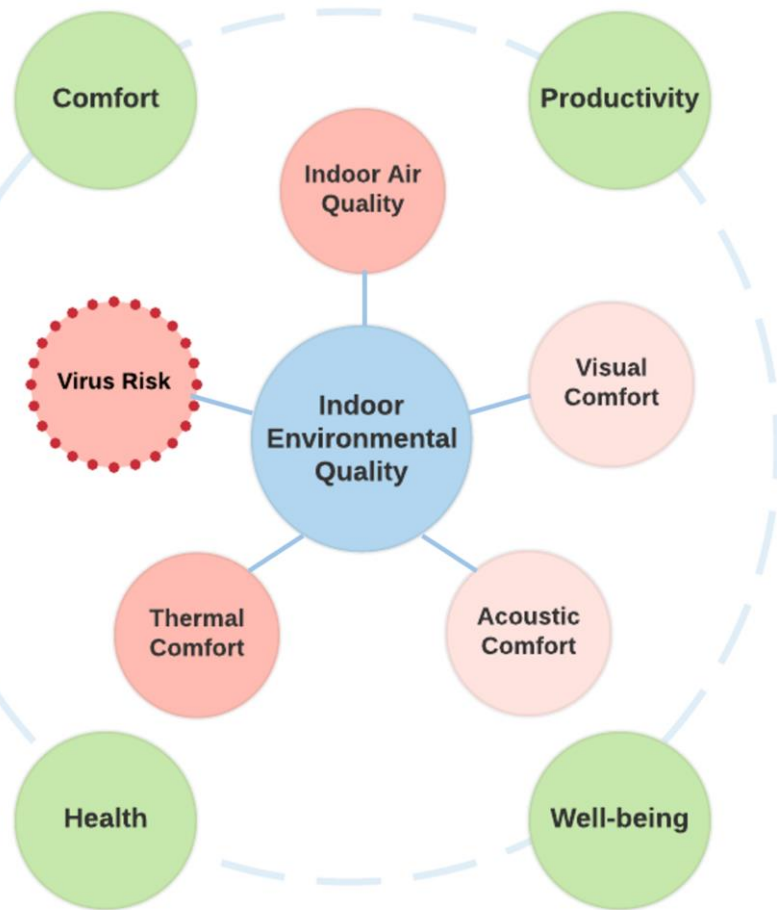 Comfort
Productivity
Indoor Air
Quality
Virus Risk
Visual
Comfort
Indoor
Environmental
Quality
Thermal
Comfort
Acoustic
Comfort
Health
Well-being